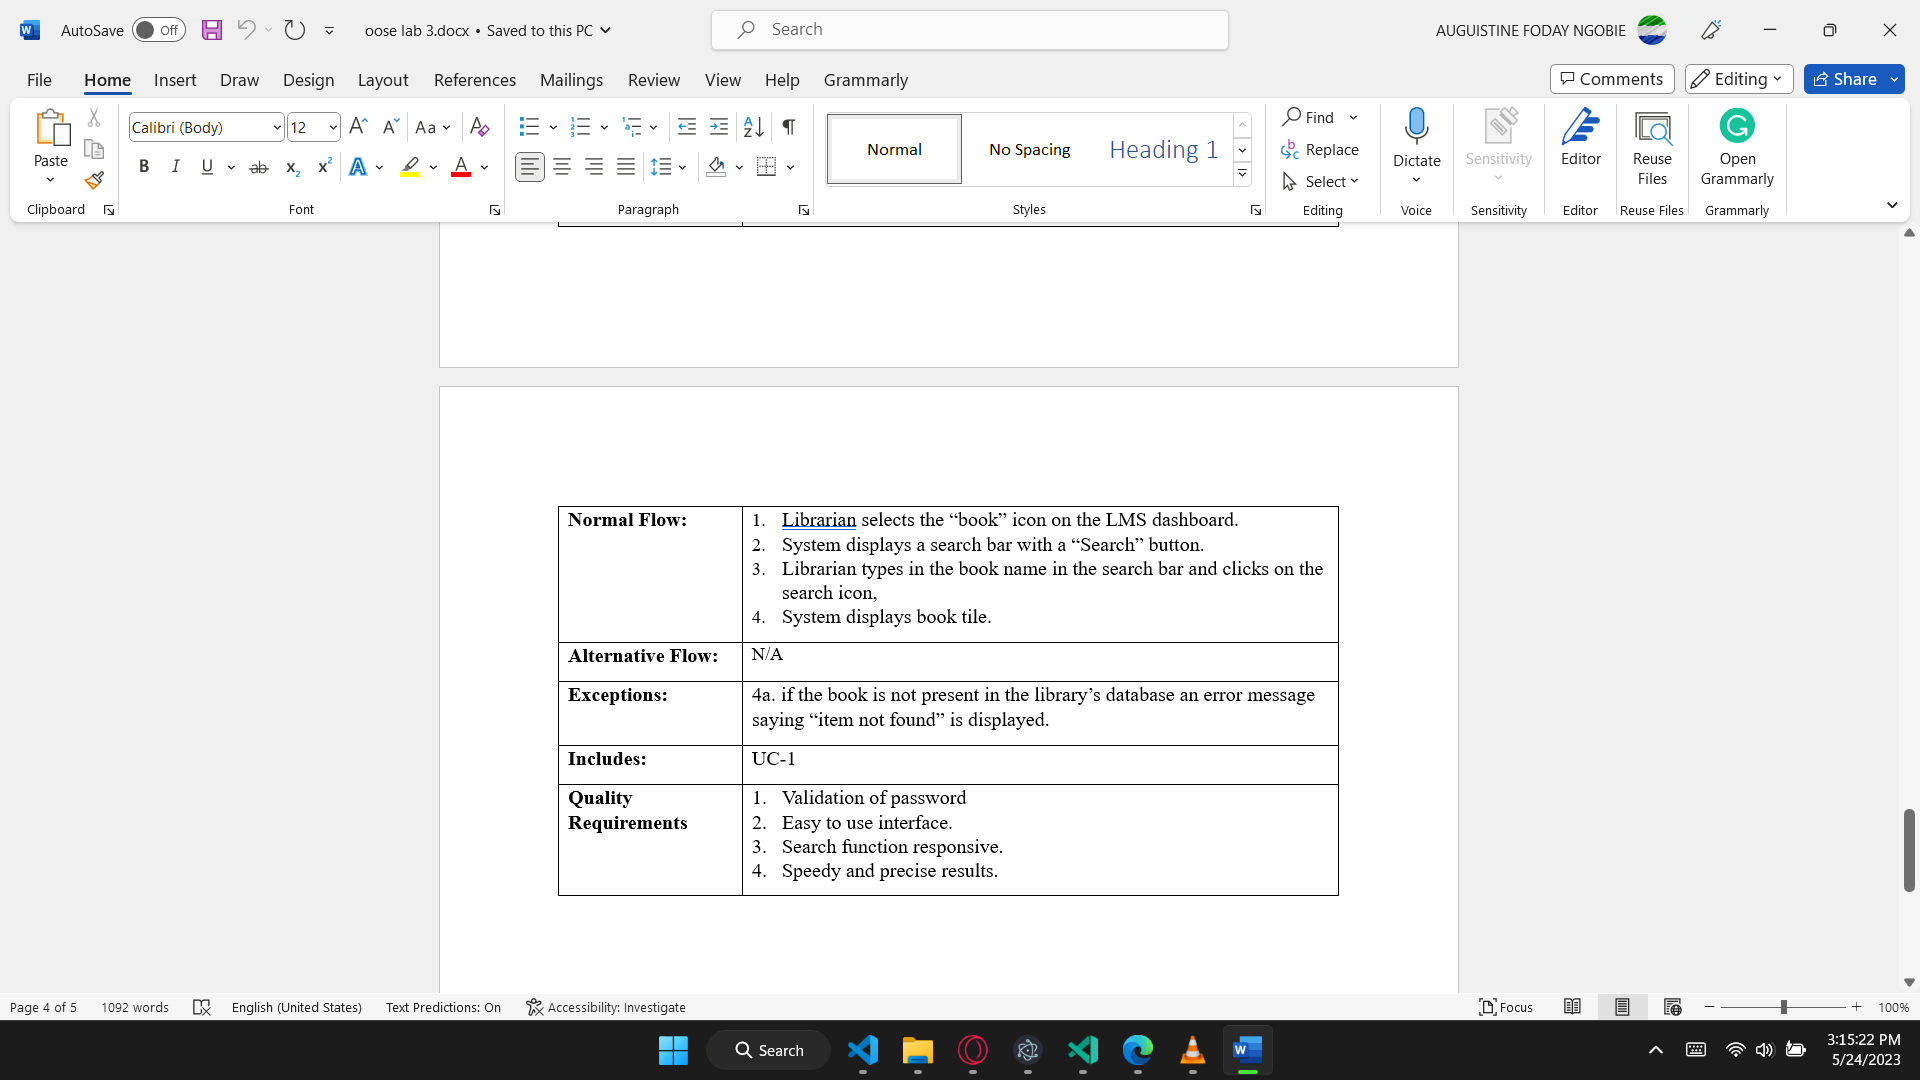 AutoSave Off oose lab 3.docx • Saved to this PC Search AUGUISTINE FODAY NGOBIE
File Home Insert Draw Design Layout References Mailings Review View Help Grammarly Comments Editing Share
Paste
Calibri (Body) 12
Normal No Spacing Heading 1
Find
Replace
Select
Dictate
Sensitivity
Editor
Reuse Files
Open Grammarly
Clipboard Font Paragraph Styles Editing Voice Sensitivity Editor Reuse Files Grammarly
Normal Flow:
1. Librarian selects the “book” icon on the LMS dashboard.
2. System displays a search bar with a “Search” button.
3. Librarian types in the book name in the search bar and clicks on the
search icon,
4. System displays book tile.
Alternative Flow: N/A
Exceptions: 4a. if the book is not present in the library’s database an error message
saying “item not found” is displayed.
Includes: UC-1
Quality
Requirements
1. Validation of password
2. Easy to use interface.
3. Search function responsive.
4. Speedy and precise results.
Page 4 of 5 1092 words English (United States) Text Predictions: On Accessibility: Investigate Focus 100%
Search
3:15:22 PM
5/24/2023